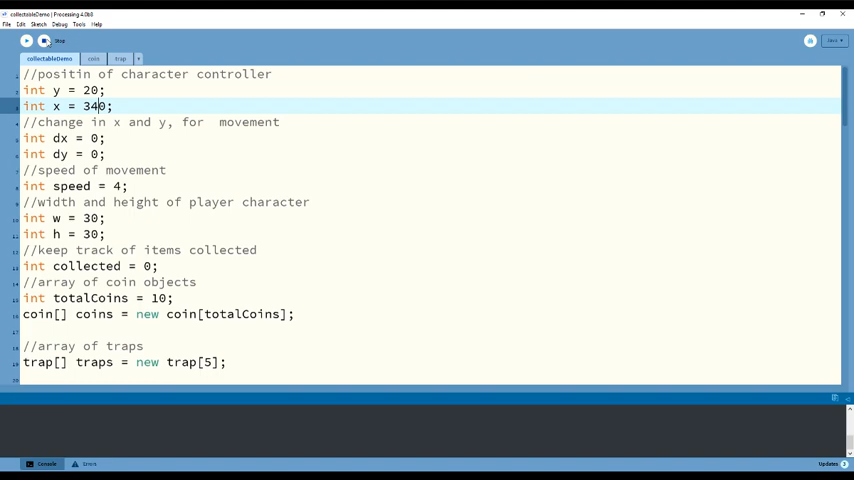 collectableDemo | Processing 4.0b8
File Edit Sketch Debug Tools Help
Stop
Java
collectableDemo coin trap
//positin of character controller
int y = 20;
int x = 340;
//change in x and y, for  movement
int dx = 0;
int dy = 0;
//speed of movement
int speed = 4;
//width and height of player character
int w = 30;
int h = 30;
//keep track of items collected
int collected = 0;
//array of coin objects
int totalCoins = 10;
coin[] coins = new coin[totalCoins];
//array of traps
trap[] traps = new trap[5];
Console Errors Updates 3